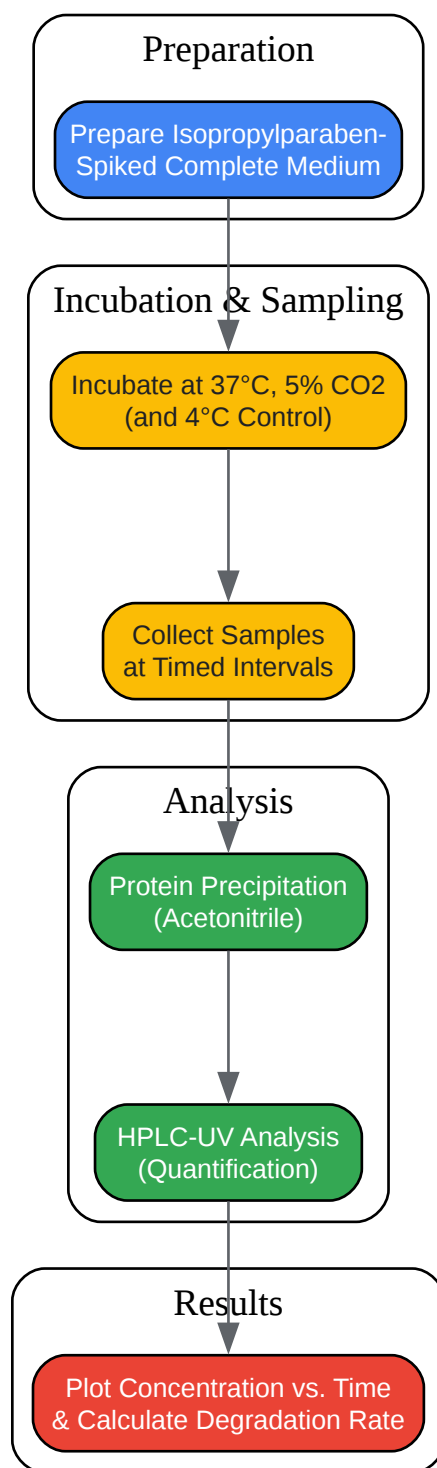 Preparation
Prepare Isopropylparaben-
Spiked Complete Medium
Incubation & Sampling
Incubate at 37°C, 5% CO2
(and 4°C Control)
Collect Samples
at Timed Intervals
Analysis
Protein Precipitation
(Acetonitrile)
HPLC-UV Analysis
(Quantification)
Results
Plot Concentration vs. Time
& Calculate Degradation Rate